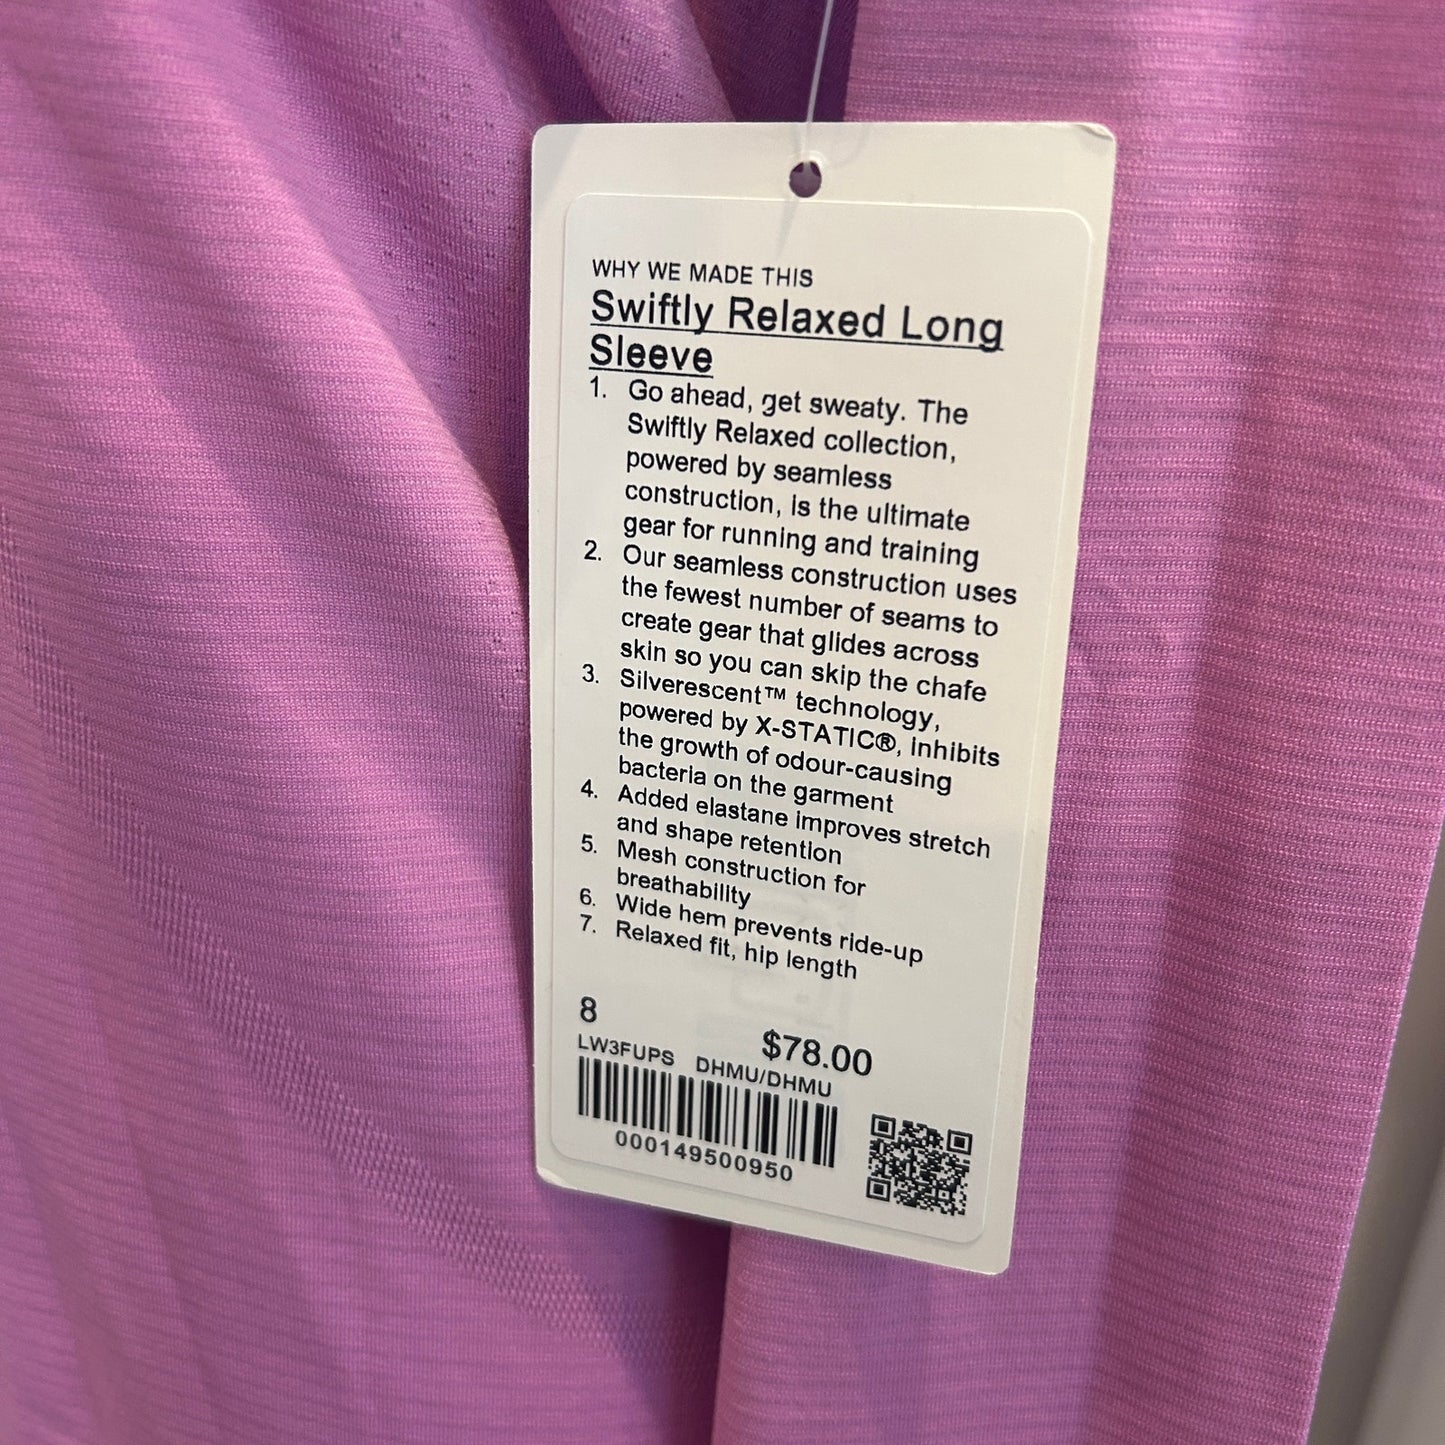 WHY WE MADE THIS
Swiftly Relaxed Long
Sleeve
1. Go ahead, get sweaty. The
Swiftly Relaxed collection,
powered by seamless
construction, is the ultimate
gear for running and training
2. Our seamless construction uses
the fewest number of seams to
create gear that glides across
skin so you can skip the chafe
3. Silverescent™ technology,
powered by X-STATIC®, inhibits
the growth of odour-causing
bacteria on the garment
4. Added elastane improves stretch
and shape retention
5. Mesh construction for
breathability
6. Wide hem prevents ride-up
7. Relaxed fit, hip length
8
$78.00
LW3FUPS DHMU/DHMU
000149500950